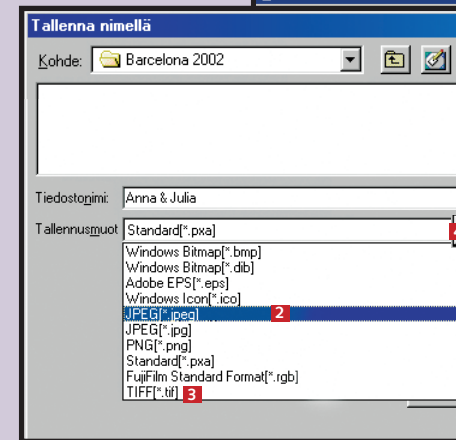 Tallenna nimellä
Kohde: Barcelona 2002
Tiedostonimi: Anna & Julia
Tallennusmuot Standard[*.pxa]
Windows Bitmap[*.bmp]
Windows Bitmap[*.dib]
Adobe EPS[*.eps]
Windows Icon[*.ico]
JPEG[*.jpeg] 2
JPEG[*.jpg]
PNG[*.png]
Standard[*.pxa]
FujiFilm Standard Format[*.rgb]
TIFF[*.tif] 3